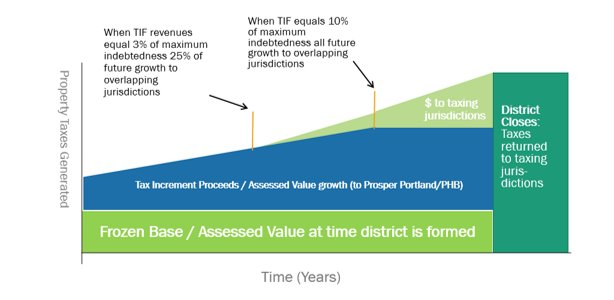 When TIF revenues
equal 3% of maximum
indebtedness 25% of
future growth to
overlapping
jurisdictions
When TIF equals 10%
of maximum
indebtedness all future
growth to overlapping
jurisdictions
Property Taxes Generated
$ to taxing
jurisdictions
District
Closes: 
Taxes
returned
to taxing
juris-
dictions
Tax Increment Proceeds / Assessed Value growth (to Prosper Portland/PHB)
Frozen Base / Assessed Value at time district is formed
Time (Years)